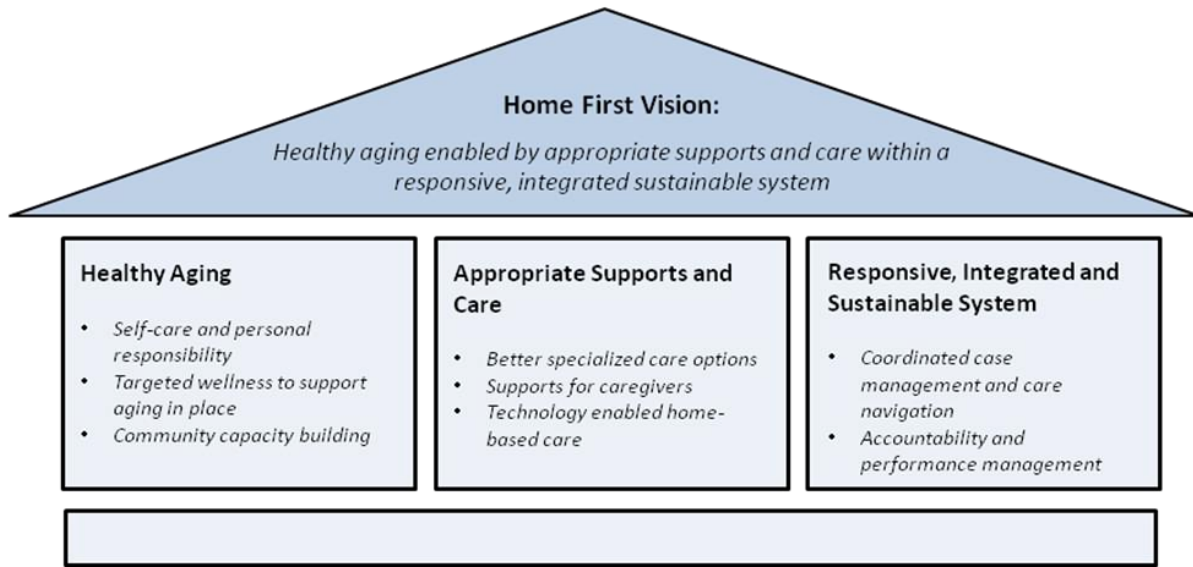 Home First Vision:
Healthy aging enabled by appropriate supports and care within a
responsive, integrated sustainable system
Healthy Aging
• Self-care and personal
responsibility
• Targeted wellness to support
aging in place
• Community capacity building
Appropriate Supports and
Care
• Better specialized care options
• Supports for caregivers
• Technology enabled home-
based care
Responsive, Integrated and
Sustainable System
• Coordinated case
management and care
navigation
• Accountability and
performance management